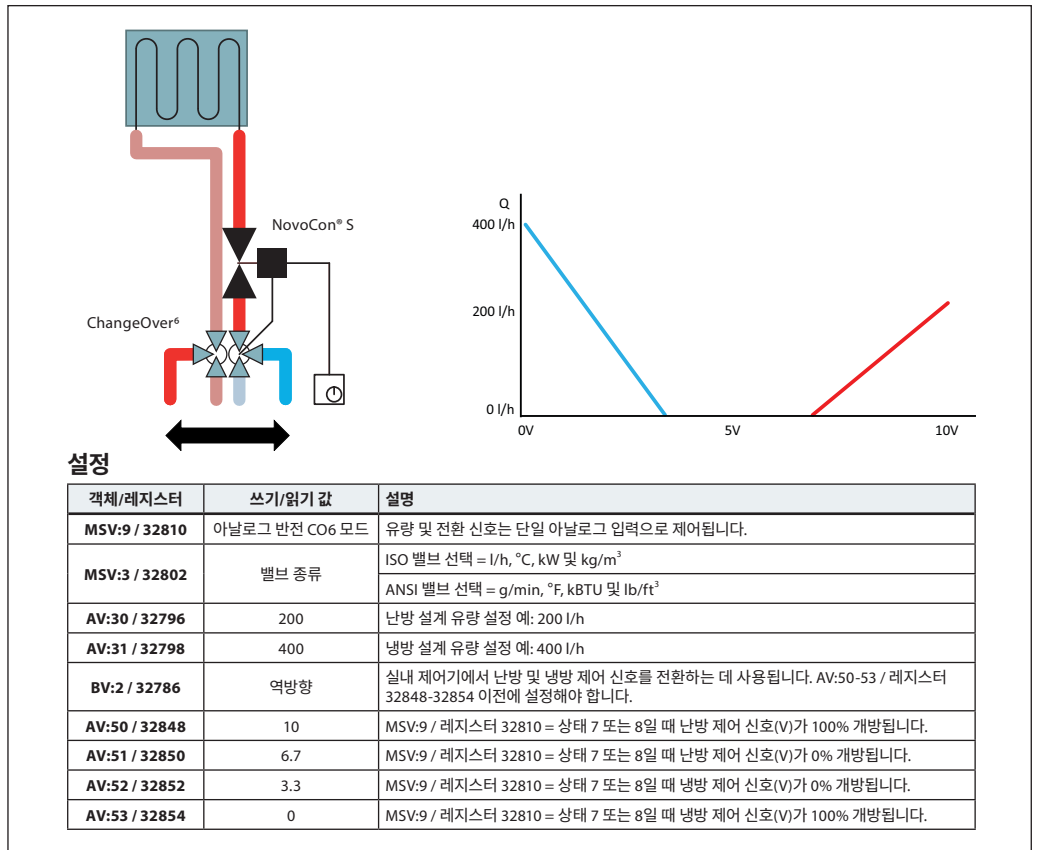 NovoCon® S
ChangeOver⁶
Q
400 l/h
200 l/h
0 l/h
0V
5V
10V
설정
객체/레지스터 쓰기/읽기 값 설명
MSV:9 / 32810 아날로그 반전 CO6 모드 유량 및 전환 신호는 단일 아날로그 입력으로 제어됩니다.
MSV:3 / 32802 밸브 종류 ISO 밸브 선택 = l/h, °C, kW 및 kg/m³
ANSI 밸브 선택 = g/min, °F, kBTU 및 lb/ft³
AV:30 / 32796 200 난방 설계 유량 설정 예: 200 l/h
AV:31 / 32798 400 냉방 설계 유량 설정 예: 400 l/h
BV:2 / 32786 역방향 실내 제어기에서 난방 및 냉방 제어 신호를 전환하는 데 사용됩니다. AV:50-53 / 레지스터
32848-32854 이전에 설정해야 합니다.
AV:50 / 32848 10 MSV:9 / 레지스터 32810 = 상태 7 또는 8일 때 난방 제어 신호(V)가 100% 개방됩니다.
AV:51 / 32850 6.7 MSV:9 / 레지스터 32810 = 상태 7 또는 8일 때 난방 제어 신호(V)가 0% 개방됩니다.
AV:52 / 32852 3.3 MSV:9 / 레지스터 32810 = 상태 7 또는 8일 때 냉방 제어 신호(V)가 0% 개방됩니다.
AV:53 / 32854 0 MSV:9 / 레지스터 32810 = 상태 7 또는 8일 때 냉방 제어 신호(V)가 100% 개방됩니다.